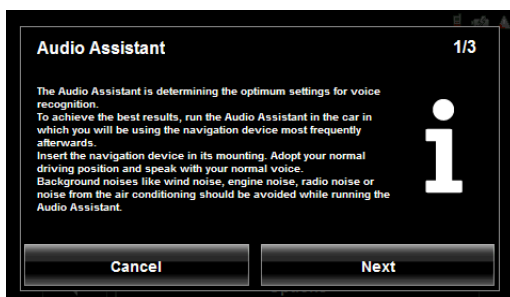 Audio Assistant 1/3
The Audio Assistant is determining the optimum settings for voice
recognition.
To achieve the best results, run the Audio Assistant in the car in
which you will be using the navigation device most frequently
afterwards.
Insert the navigation device in its mounting. Adopt your normal
driving position and speak with your normal voice.
Background noises like wind noise, engine noise, radio noise or
noise from the air conditioning should be avoided while running the
Audio Assistant.
Cancel Next